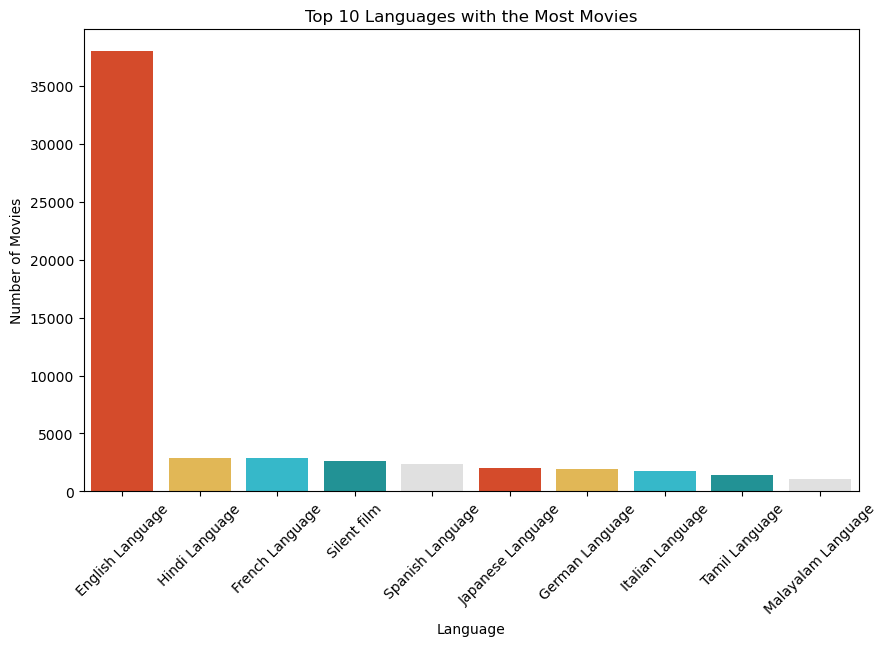 Top 10 Languages with the Most Movies
Number of Movies
35000
30000
25000
20000
15000
10000
5000
0
English Language
Hindi Language
French Language
Silent film
Spanish Language
Japanese Language
German Language
Italian Language
Tamil Language
Malayalam Language
Language